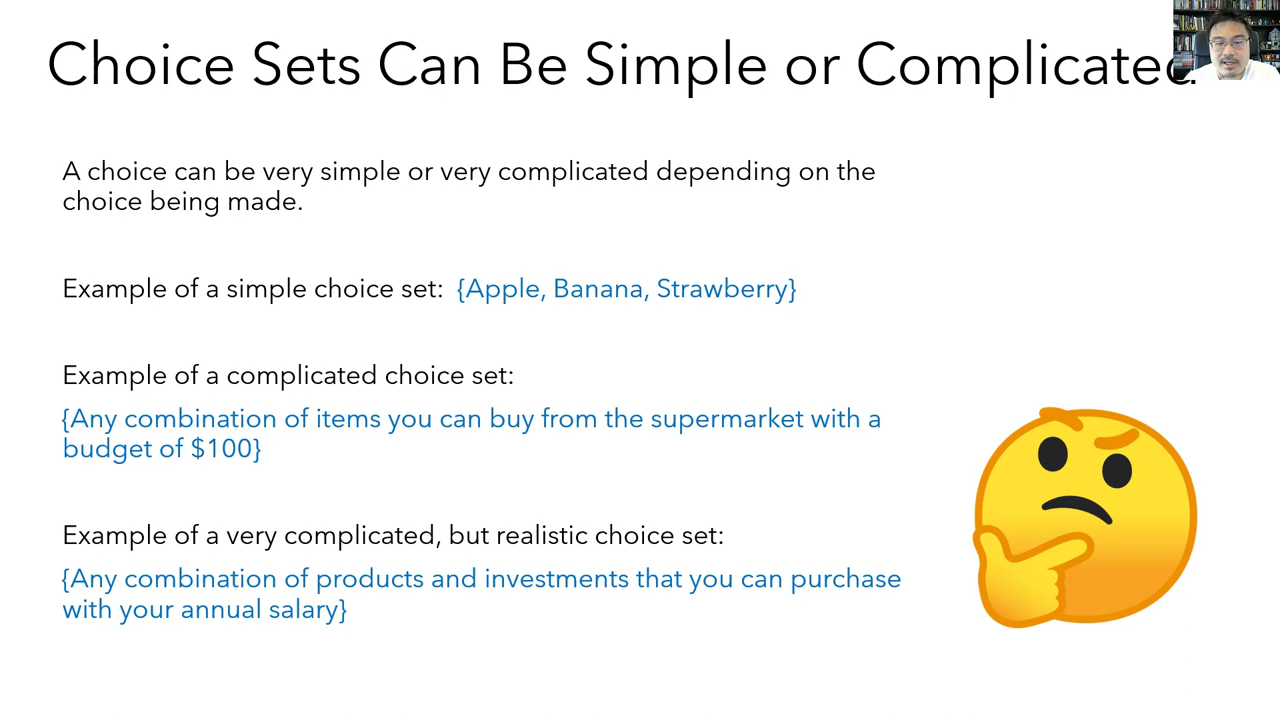 Choice Sets Can Be Simple or Complicated
A choice can be very simple or very complicated depending on the
choice being made.
Example of a simple choice set: {Apple, Banana, Strawberry}
Example of a complicated choice set:
{Any combination of items you can buy from the supermarket with a
budget of $100}
Example of a very complicated, but realistic choice set:
{Any combination of products and investments that you can purchase
with your annual salary}